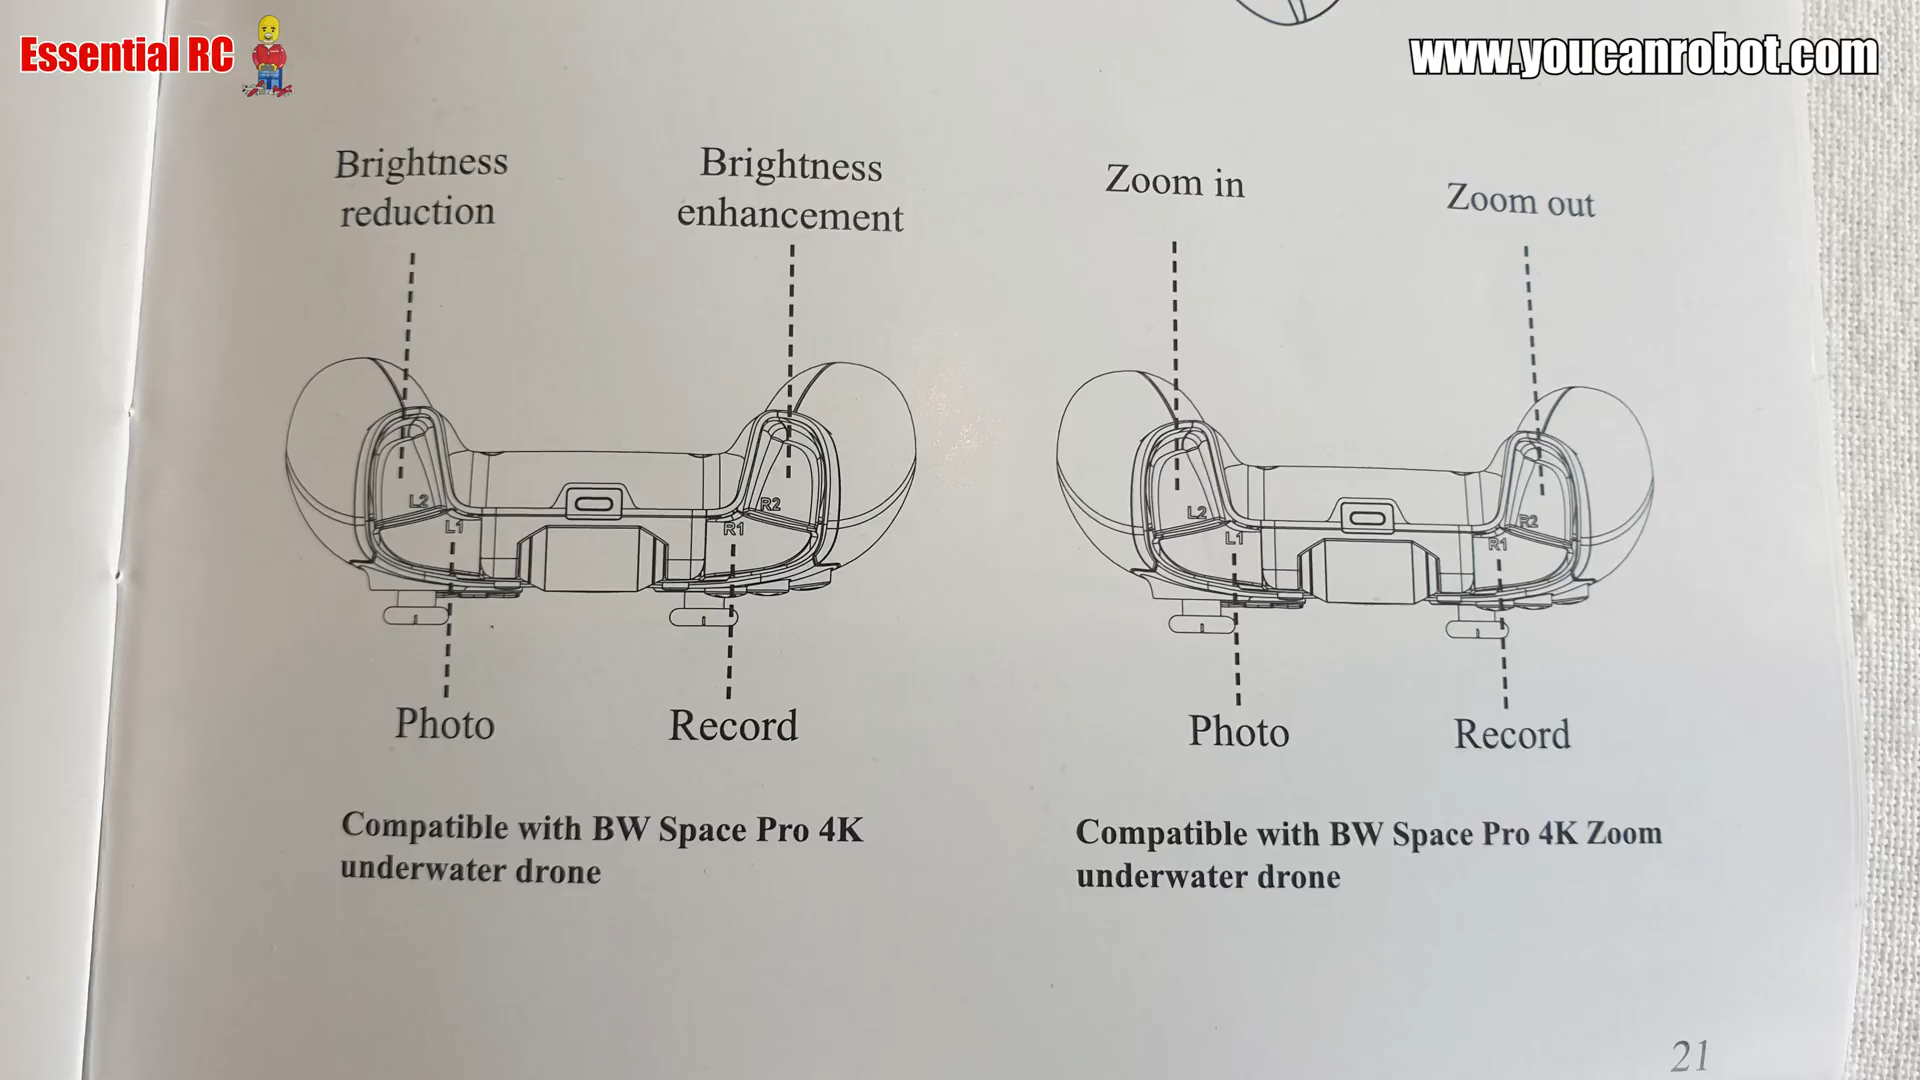 Essential RC
www.youcanrobot.com
Brightness
reduction
Brightness
enhancement
Zoom in
Zoom out
L2
L1
R2
R1
L2
L1
R2
R1
Photo
Record
Photo
Record
Compatible with BW Space Pro 4K
underwater drone
Compatible with BW Space Pro 4K Zoom
underwater drone
21